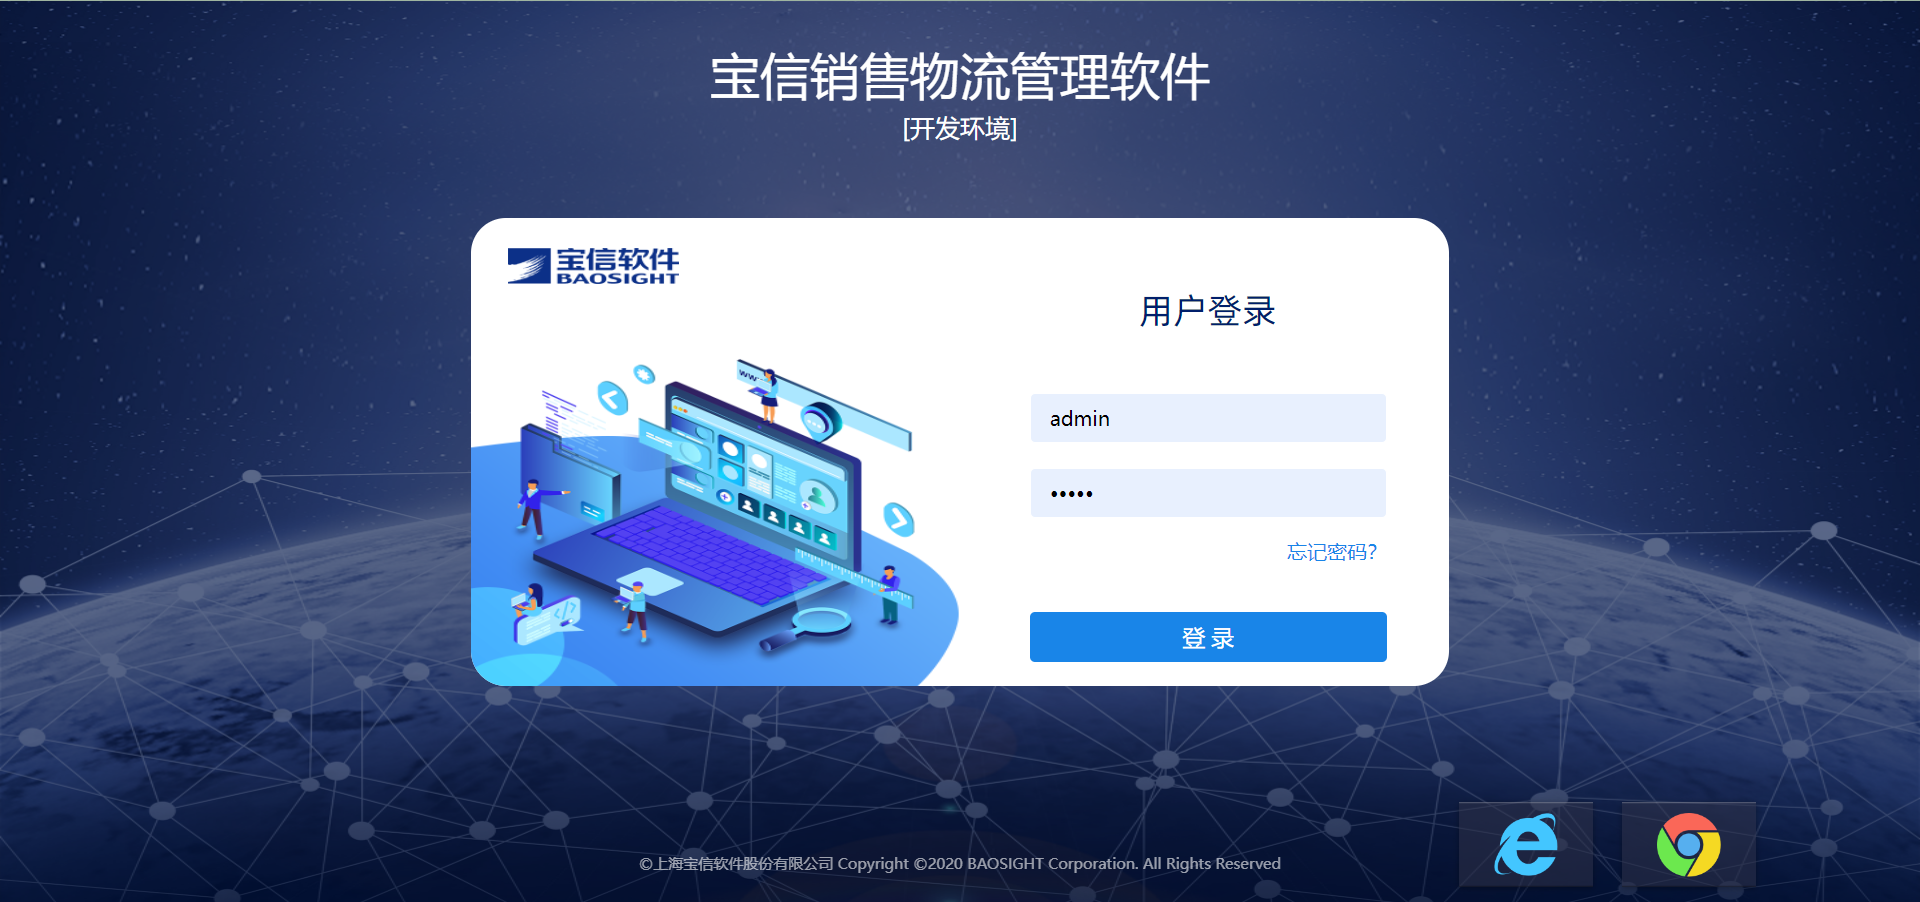 宝信销售物流管理软件
[开发环境]
宝信软件
BAOSIGHT
用户登录
admin
•••••
忘记密码?
登录
©上海宝信软件股份有限公司 Copyright ©2020 BAOSIGHT Corporation. All Rights Reserved